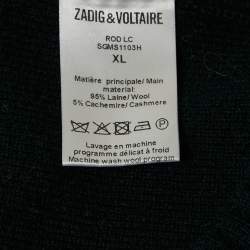 ZADIG & VOLTAIRE
ROD LC
SGMS1103H
XL
Matière principale/ Main
material:
95% Laine/ Wool
5% Cachemire/ Cashmere
Lavage en machine
programme délicat à froid
Machine wash wool program